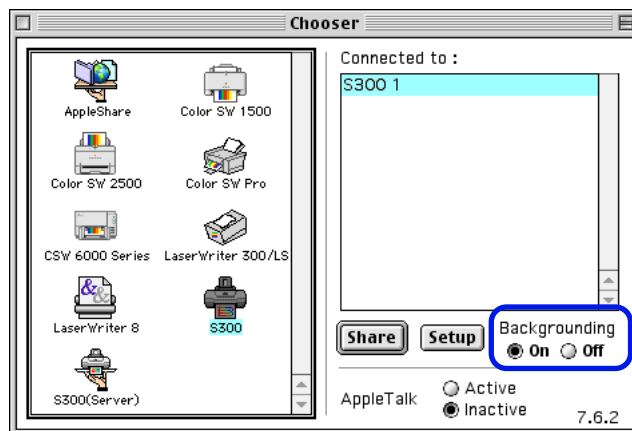 Chooser
AppleShare
Color SW 1500
Color SW 2500
Color SW Pro
CSW 6000 Series
LaserWriter 300/LS
LaserWriter 8
S300
S300(Server)
Connected to :
S300 1
Share
Setup
Backgrounding
On Off
AppleTalk
Active
Inactive
7.6.2